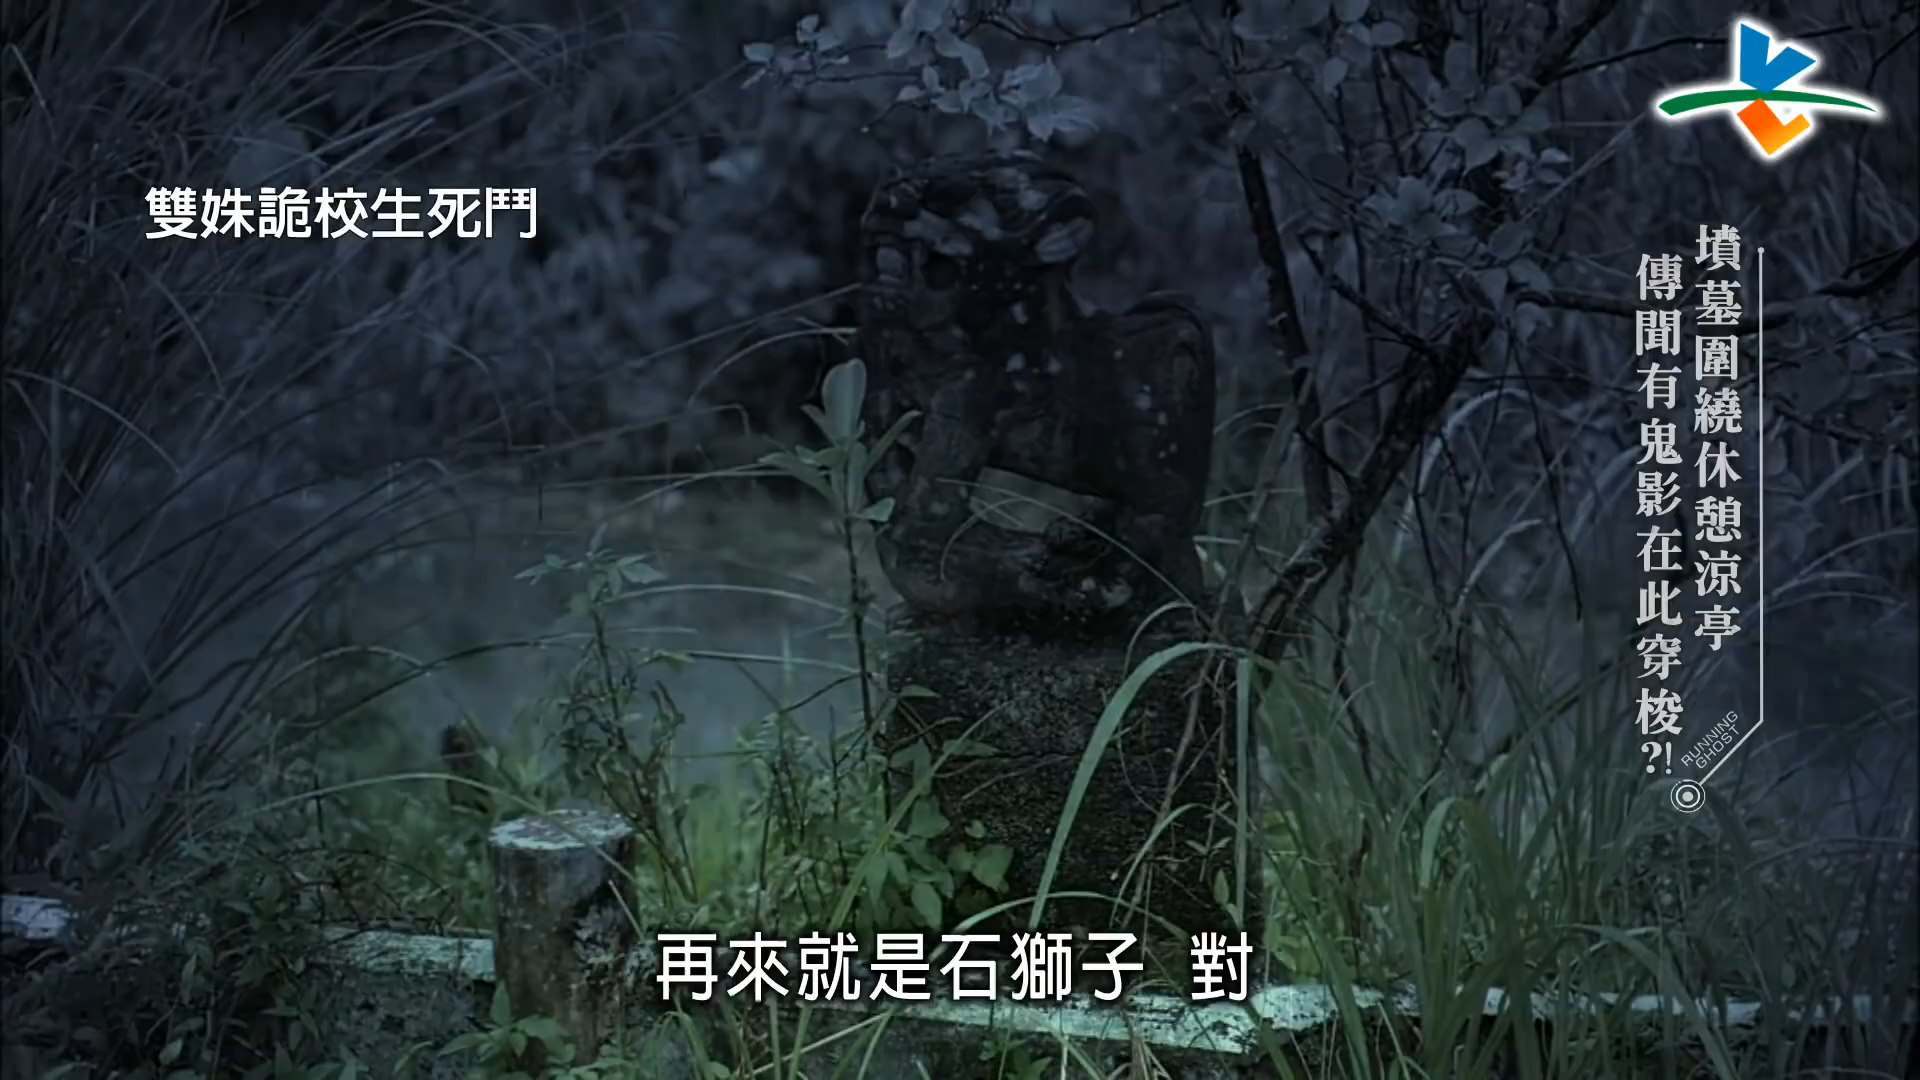 雙姝詭校生死鬥
墳墓圍繞休憩涼亭
傳聞有鬼影在此穿梭?!
RUNNING
GHOST
再來就是石獅子 對